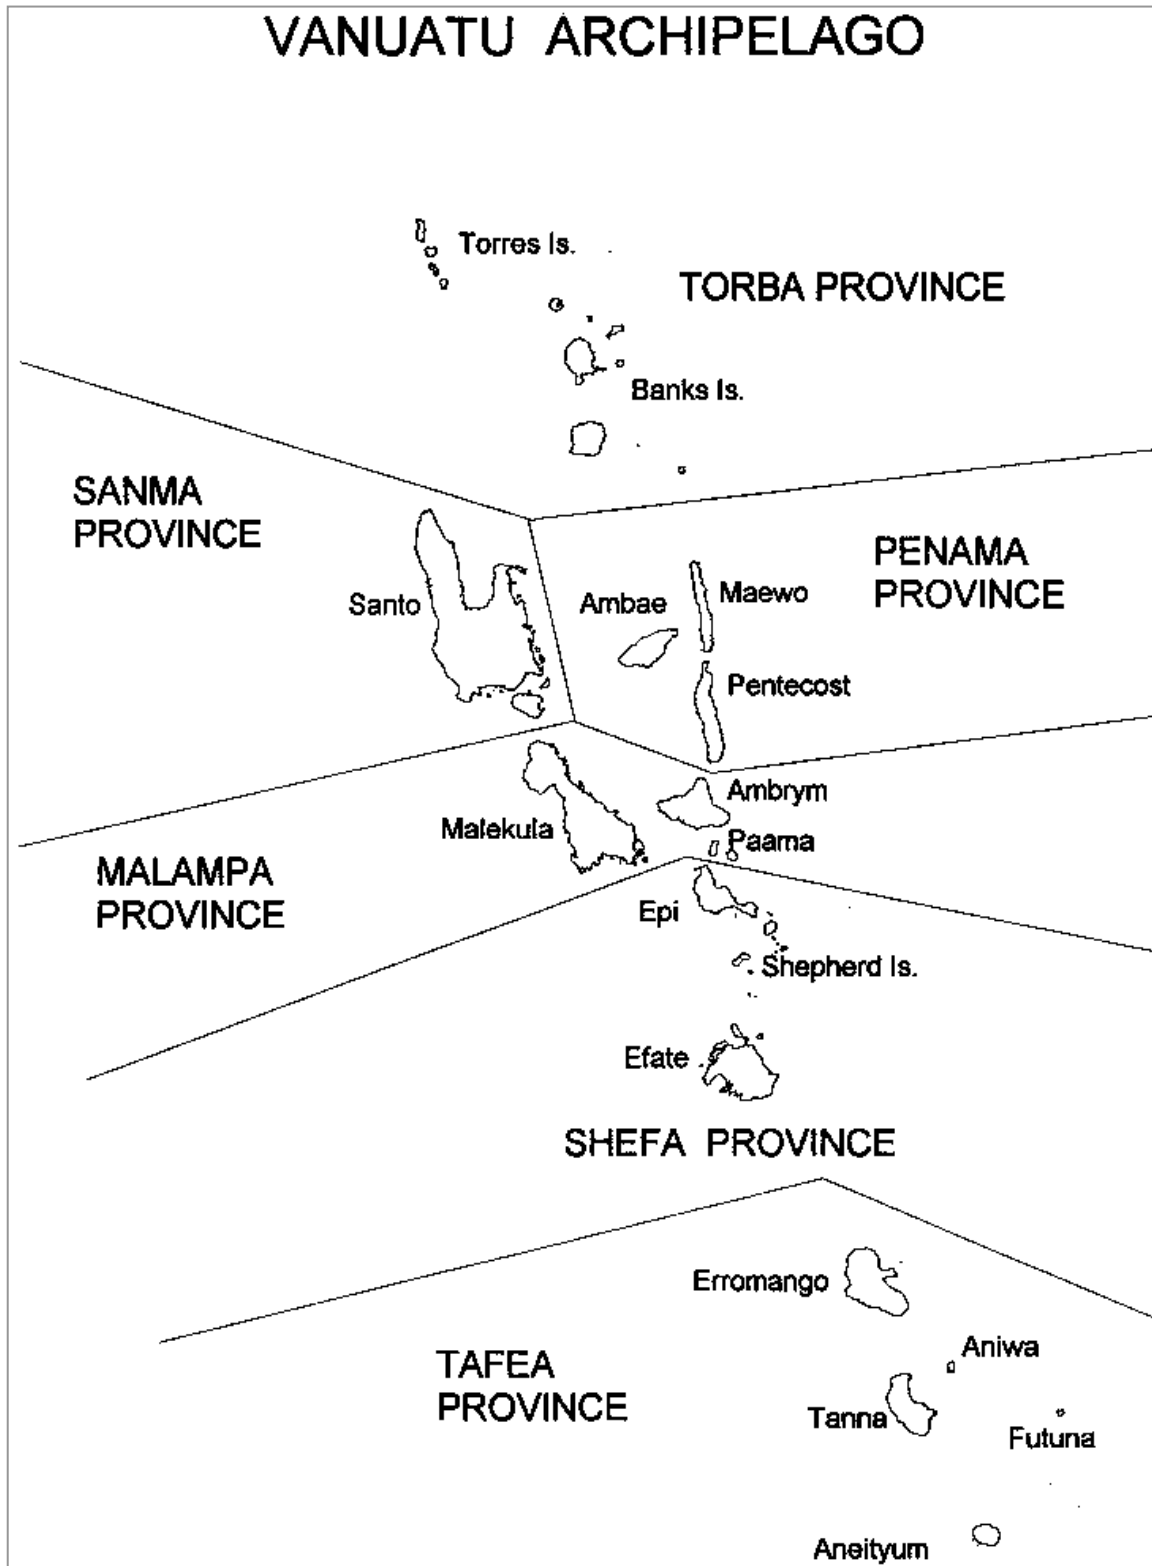 VANUATU ARCHIPELAGO
Torres Is.
TORBA PROVINCE
Banks Is.
SANMA
PROVINCE
PENAMA
PROVINCE
Maewo
Ambae
Santo
Pentecost
Ambrym
Malekula
Paama
MALAMPA
PROVINCE
Epi
Shepherd Is.
Efate
SHEFA PROVINCE
Erromango
Aniwa
TAFEA
PROVINCE
Tanna
Futuna
Aneityum